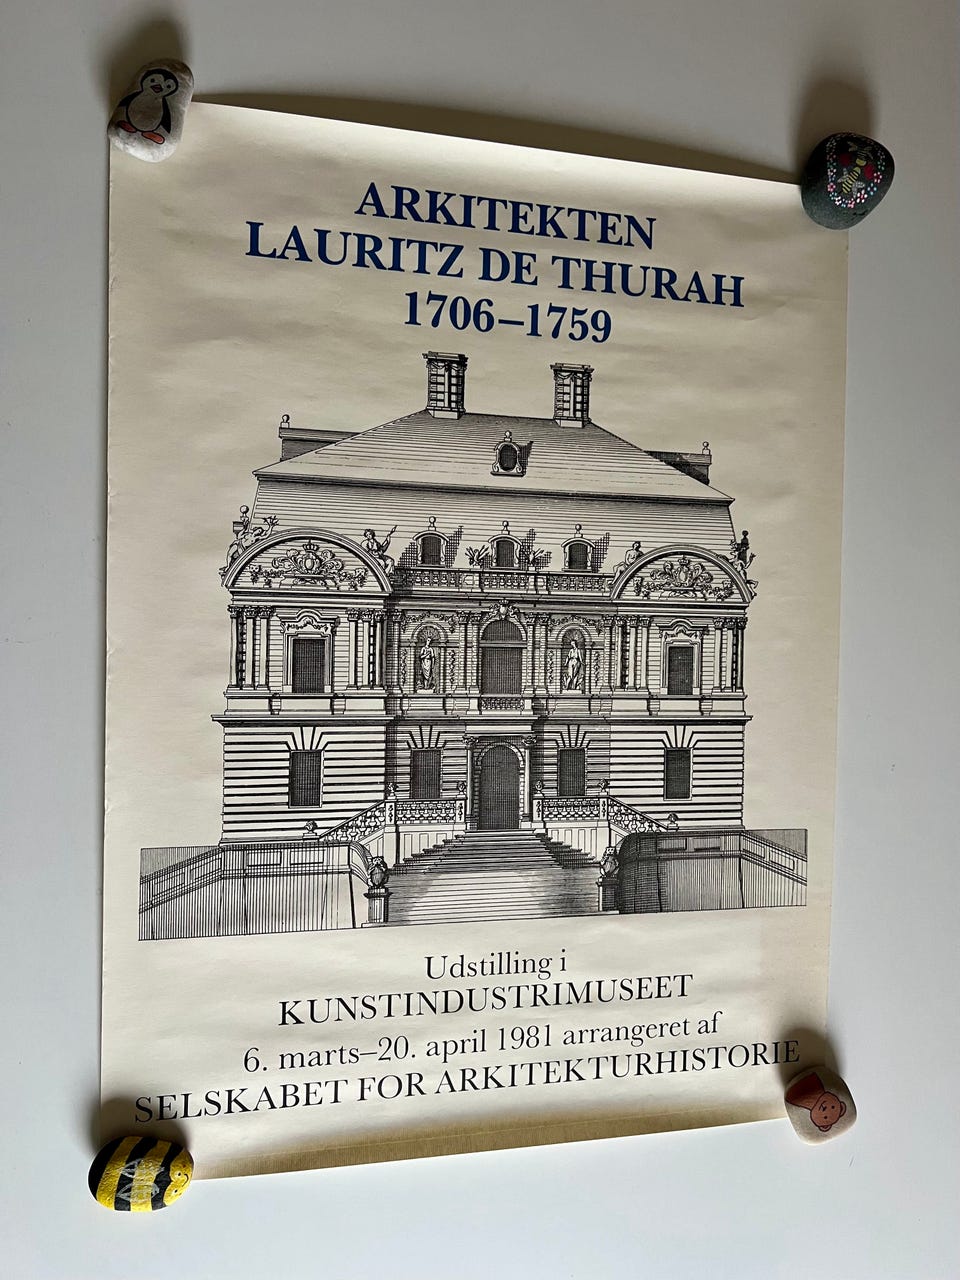 ARKITEKTEN
LAURITZ DE THURAH
1706–1759
Udstilling i
KUNSTINDUSTRIMUSEET
6. marts–20. april 1981 arrangeret af
SELSKABET FOR ARKITEKTURHISTORIE